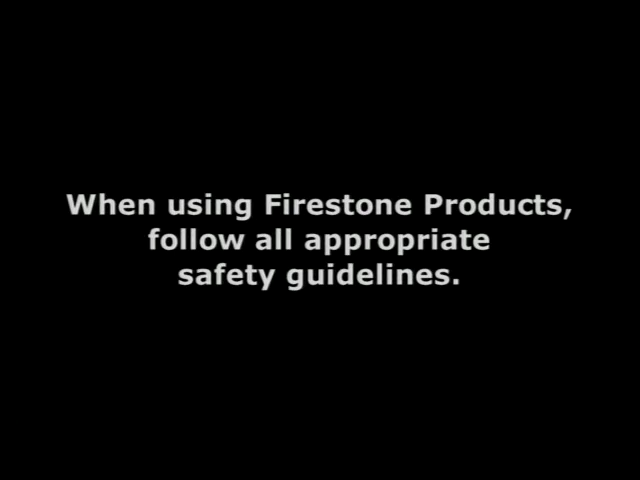 When using Firestone Products,
follow all appropriate
safety guidelines.